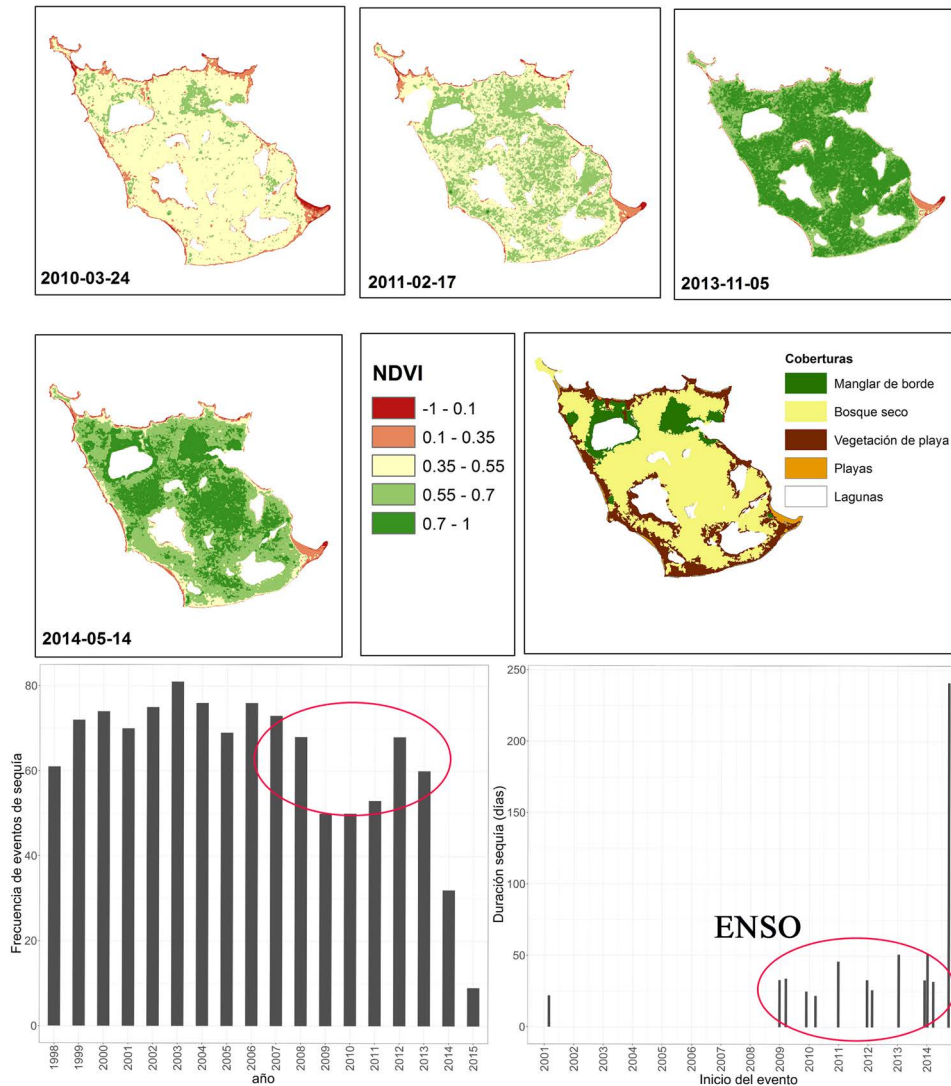 2010-03-24
2011-02-17
2013-11-05
2014-05-14
NDVI
-1 - 0.1
0.1 - 0.35
0.35 - 0.55
0.55 - 0.7
0.7 - 1
Coberturas
Manglar de borde
Bosque seco
Vegetación de playa
Playas
Lagunas
Frecuencia de eventos de sequía
80
60
40
20
0
1998
1999
2000
2001
2002
2003
2004
2005
2006
2007
2008
2009
2010
2011
2012
2013
2014
2015
año
Duración sequía (días)
250
200
150
100
50
0
ENSO
2001
2002
2003
2004
2005
2006
2007
2008
2009
2010
2011
2012
2013
2014
Inicio del evento